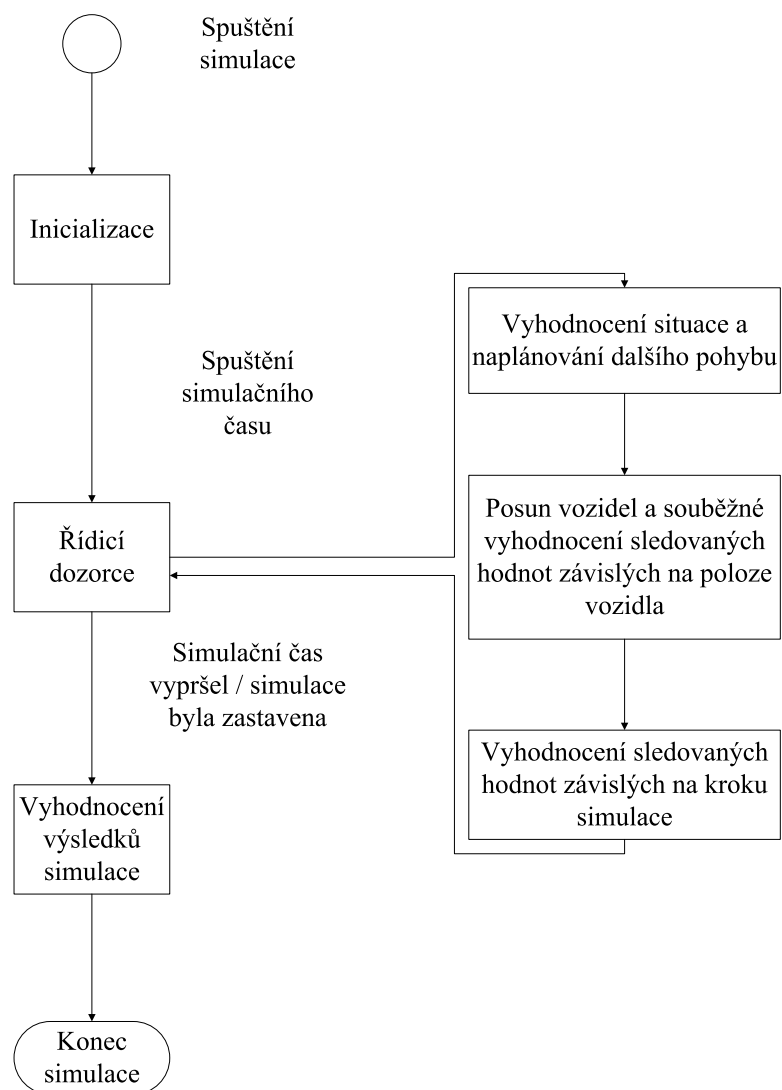 Spuštění
simulace
Inicializace
Spuštění
simulačního
času
Řídicí
dozorce
Simulační čas
vypršel / simulace
byla zastavena
Vyhodnocení
výsledků
simulace
Konec
simulace
Vyhodnocení situace a
naplánování dalšího pohybu
Posun vozidel a souběžné
vyhodnocení sledovaných
hodnot závislých na poloze
vozidla
Vyhodnocení sledovaných
hodnot závislých na kroku
simulace